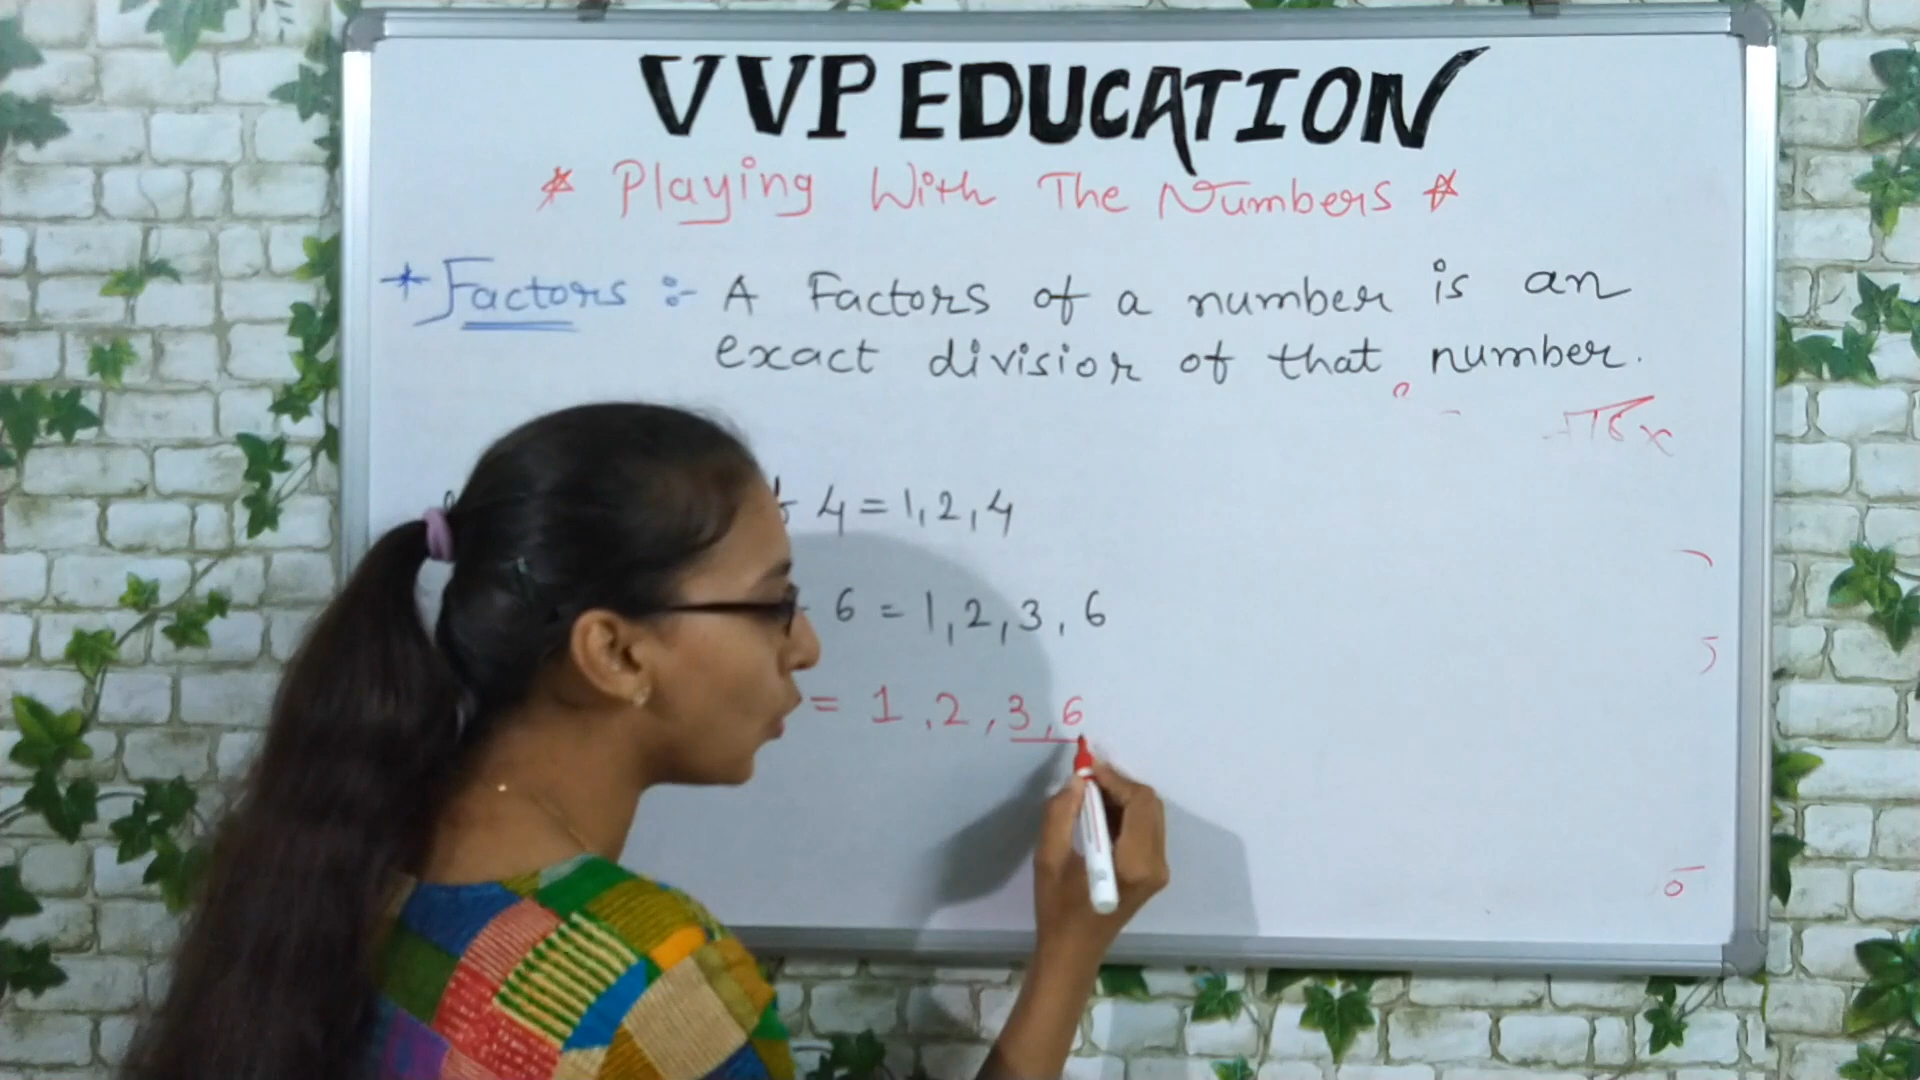 VVP EDUCATION
* Playing With The Numbers *
* Factors :- A Factors of a number is an
exact divisior of that number.
4 = 1, 2, 4
6 = 1, 2, 3, 6
= 1, 2, 3, 6